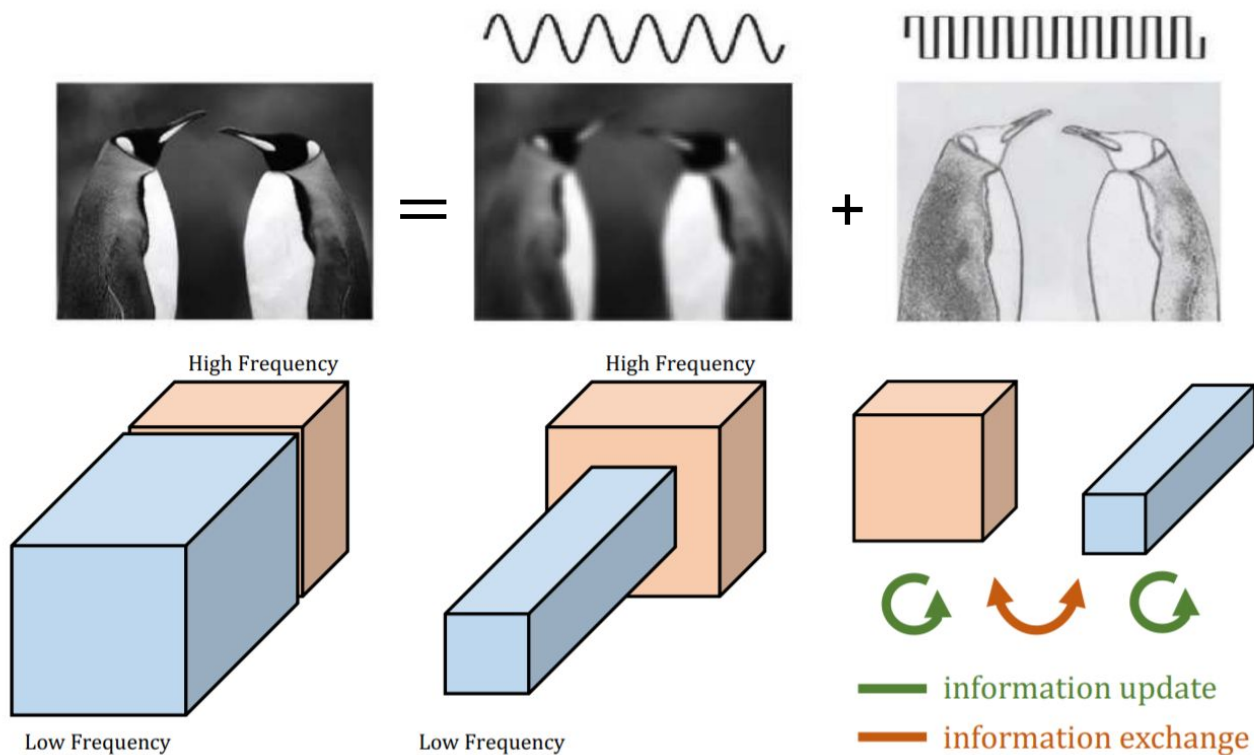 =
+
High Frequency
High Frequency
Low Frequency
Low Frequency
information update
information exchange